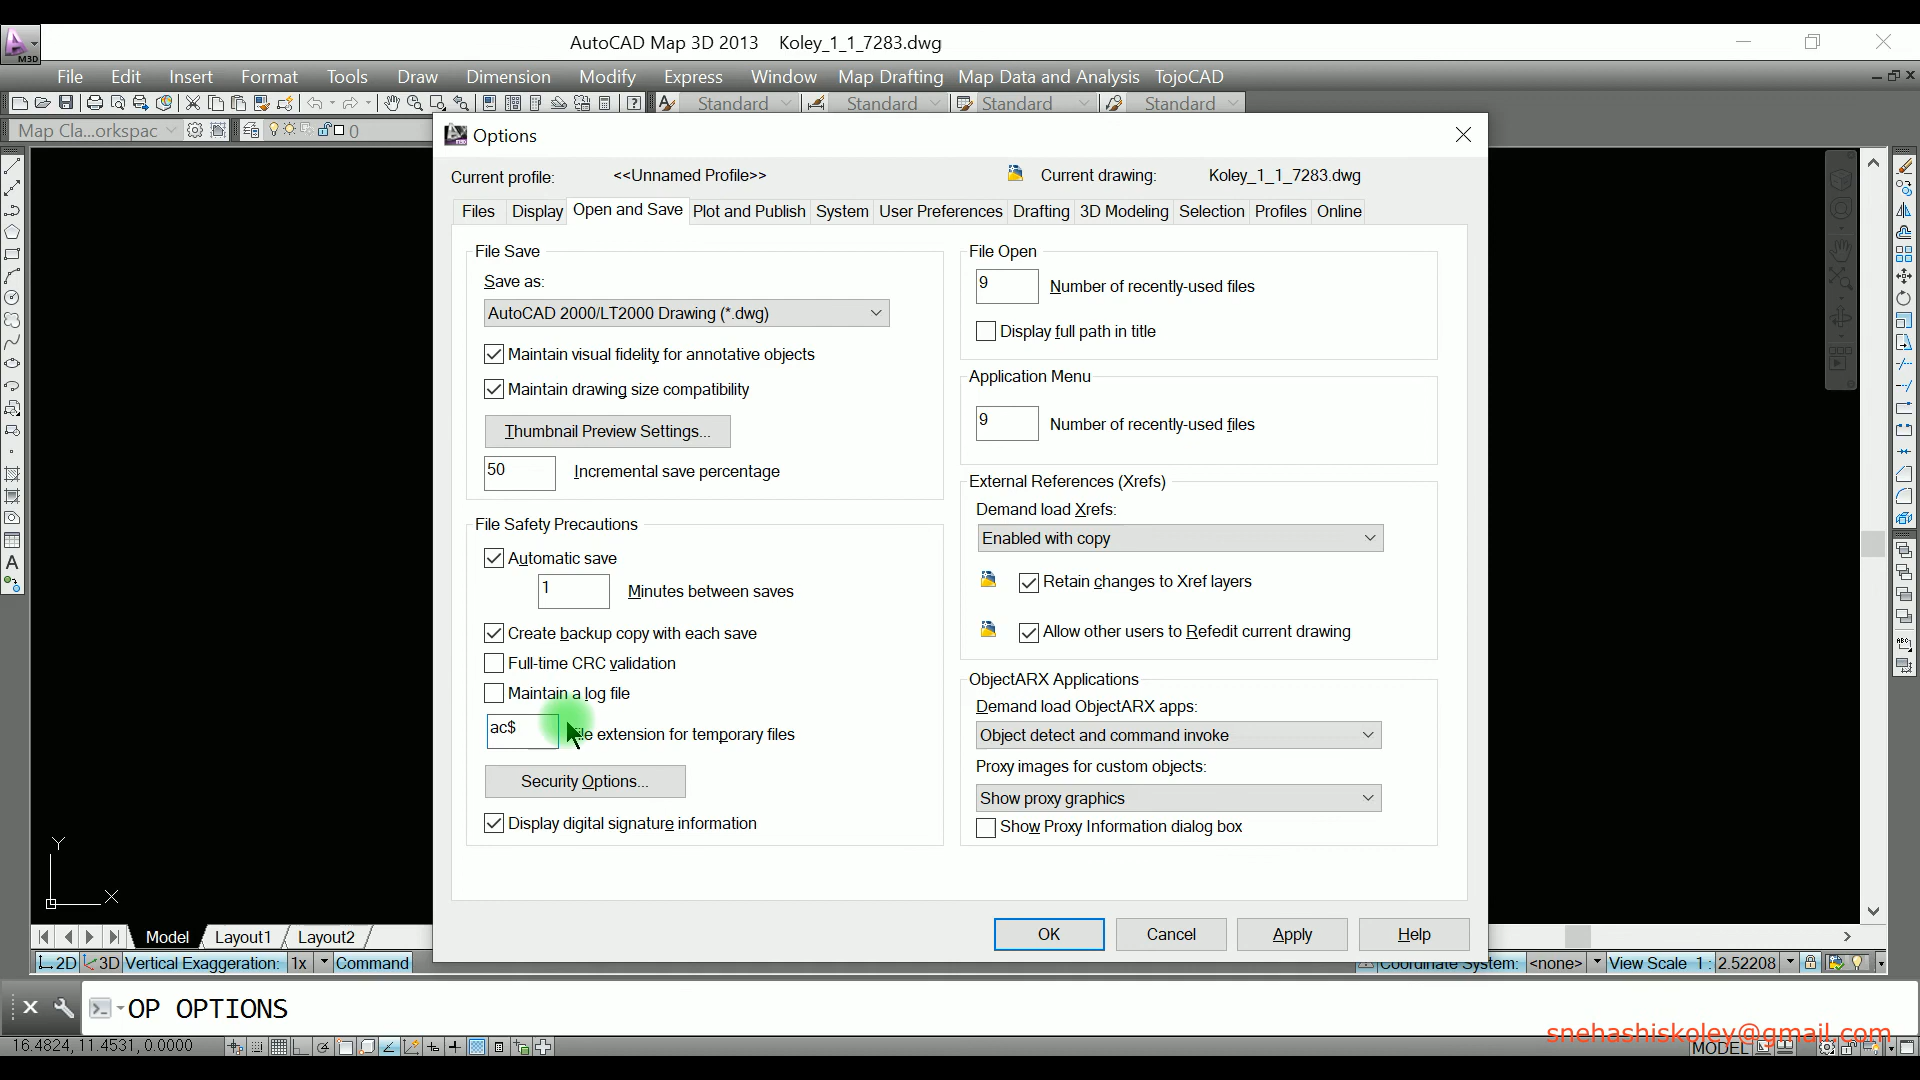 AutoCAD Map 3D 2013 Koley_1_1_7283.dwg
M3D
File Edit Insert Format Tools Draw Dimension Modify Express Window Map Drafting Map Data and Analysis TojoCAD
Standard Standard Standard Standard
Map Cla...orkspac 0
Options
Current profile: <<Unnamed Profile>> Current drawing: Koley_1_1_7283.dwg
Files Display Open and Save Plot and Publish System User Preferences Drafting 3D Modeling Selection Profiles Online
File Save
Save as:
AutoCAD 2000/LT2000 Drawing (*.dwg)
Maintain visual fidelity for annotative objects
Maintain drawing size compatibility
Thumbnail Preview Settings...
50 Incremental save percentage
File Safety Precautions
Automatic save
1 Minutes between saves
Create backup copy with each save
Full-time CRC validation
Maintain a log file
ac$ File extension for temporary files
Security Options...
Display digital signature information
File Open
9 Number of recently-used files
Display full path in title
Application Menu
9 Number of recently-used files
External References (Xrefs)
Demand load Xrefs:
Enabled with copy
Retain changes to Xref layers
Allow other users to Refedit current drawing
ObjectARX Applications
Demand load ObjectARX apps:
Object detect and command invoke
Proxy images for custom objects:
Show proxy graphics
Show Proxy Information dialog box
OK Cancel Apply Help
Y
X
Model Layout1 Layout2
2D 3D Vertical Exaggeration: 1x Command Coordinate System: <none> View Scale 1: 2.52208
OP OPTIONS
snehashiskoley@gmail.com
16.4824, 11.4531, 0.0000 MODEL